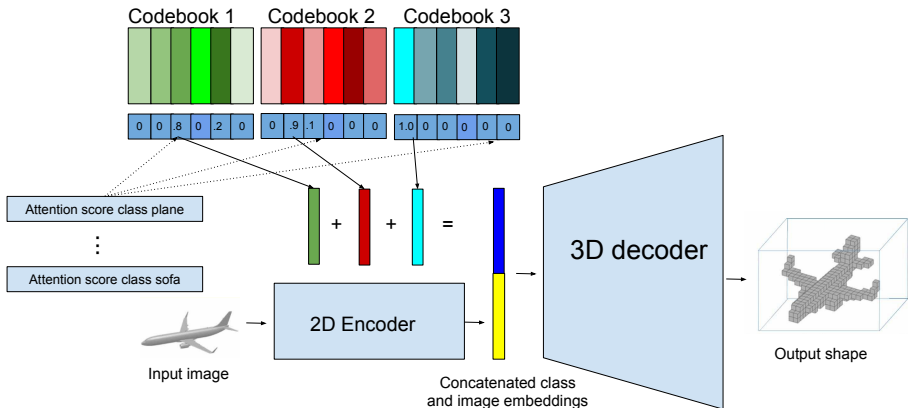 Codebook 1 Codebook 2 Codebook 3
0 0 .8 0 .2 0 0 .9 .1 0 0 0 1.0 0 0 0 0 0
Attention score class plane
⋮
Attention score class sofa
+ + =
3D decoder
2D Encoder
Input image
Concatenated class
and image embeddings
Output shape